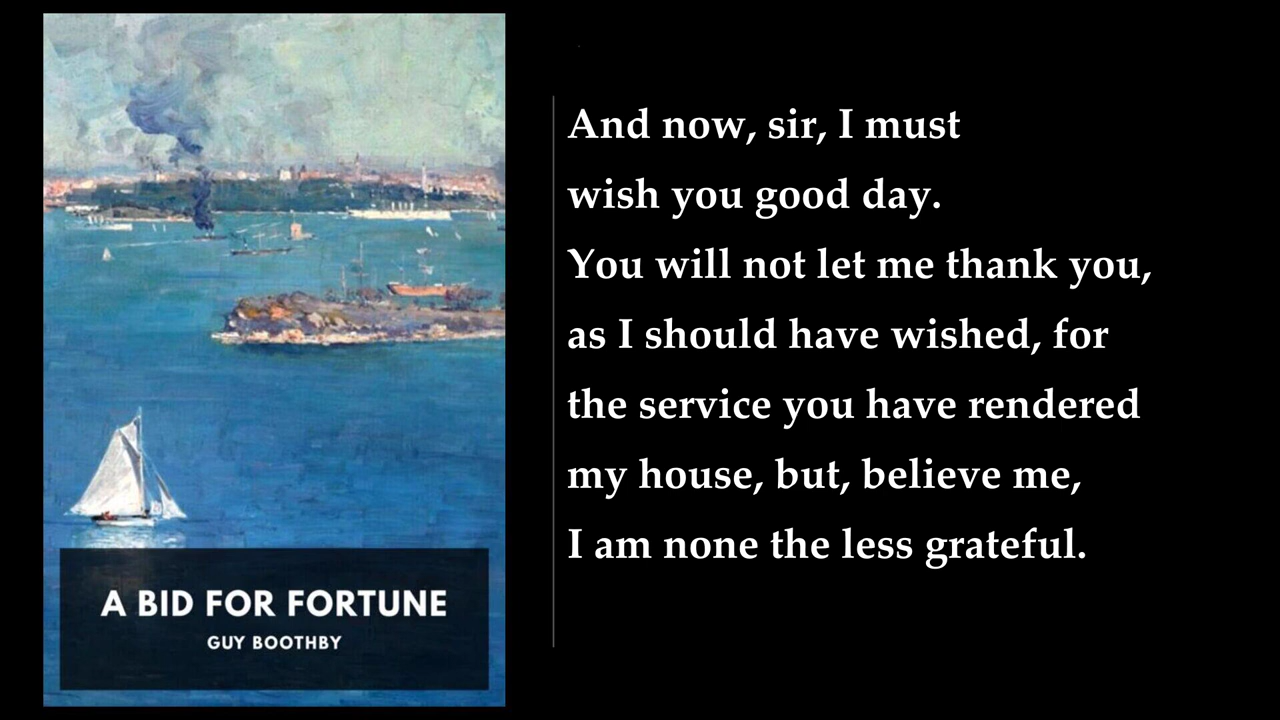 A BID FOR FORTUNE
GUY BOOTHBY
And now, sir, I must
wish you good day.
You will not let me thank you,
as I should have wished, for
the service you have rendered
my house, but, believe me,
I am none the less grateful.